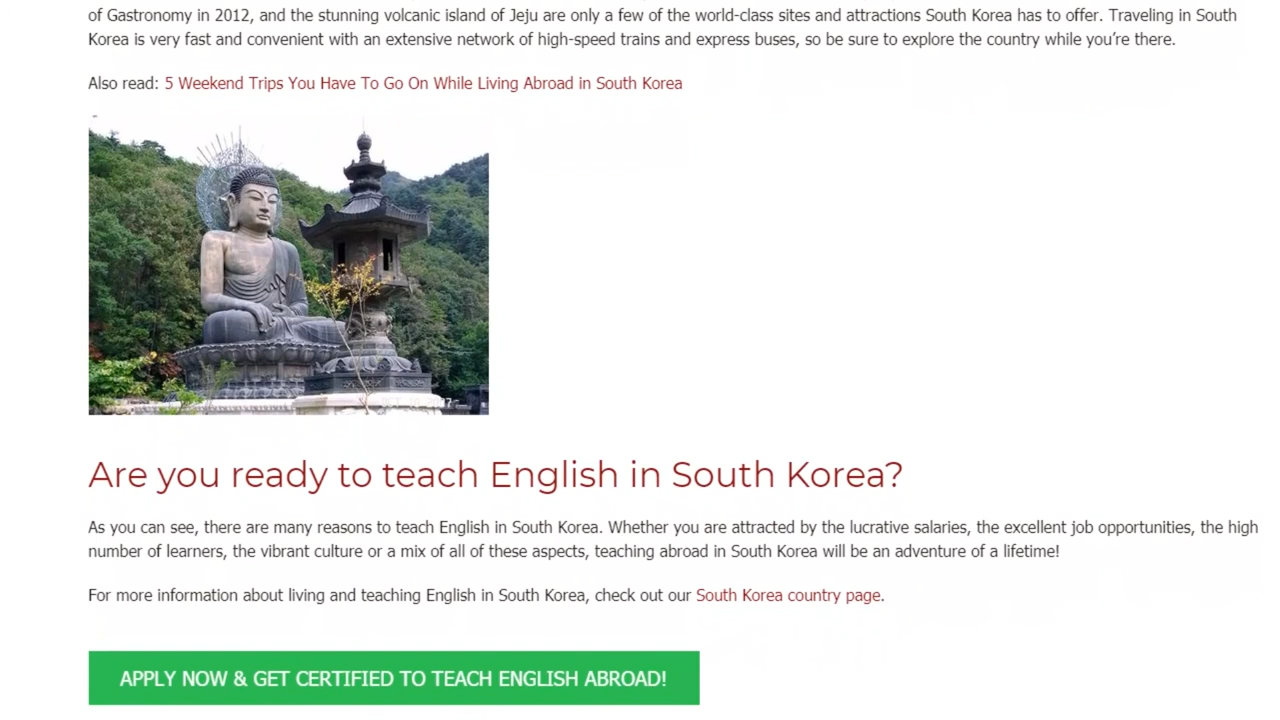 of Gastronomy in 2012, and the stunning volcanic island of Jeju are only a few of the world-class sites and attractions South Korea has to offer. Traveling in South
Korea is very fast and convenient with an extensive network of high-speed trains and express buses, so be sure to explore the country while you’re there.
Also read: 5 Weekend Trips You Have To Go On While Living Abroad in South Korea
Are you ready to teach English in South Korea?
As you can see, there are many reasons to teach English in South Korea. Whether you are attracted by the lucrative salaries, the excellent job opportunities, the high
number of learners, the vibrant culture or a mix of all of these aspects, teaching abroad in South Korea will be an adventure of a lifetime!
For more information about living and teaching English in South Korea, check out our South Korea country page.
APPLY NOW & GET CERTIFIED TO TEACH ENGLISH ABROAD!